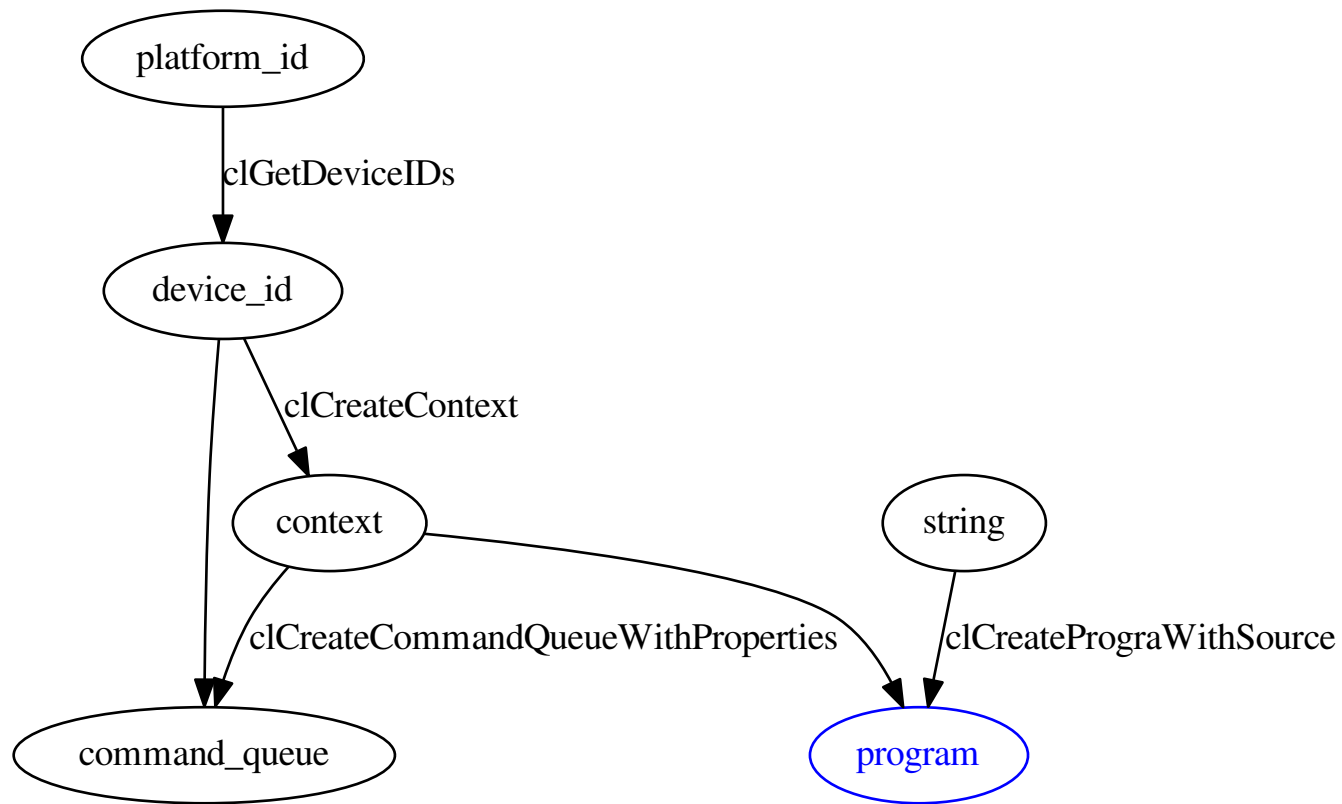 platform_id
clGetDeviceIDs
device_id
clCreateContext
context
string
clCreateCommandQueueWithProperties
clCreatePrograWithSource
command_queue
program